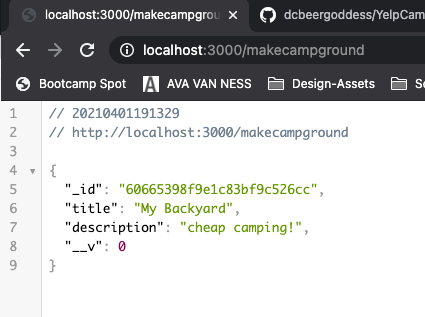 localhost:3000/makecampground
dcbeergoddess/YelpCam
localhost:3000/makecampground
Bootcamp Spot
AVA VAN NESS
Design-Assets
1 // 20210401191329
2 // http://localhost:3000/makecampground
3
4 {
5 "_id": "60665398f9e1c83bf9c526cc",
6 "title": "My Backyard",
7 "description": "cheap camping!",
8 "__v": 0
9 }